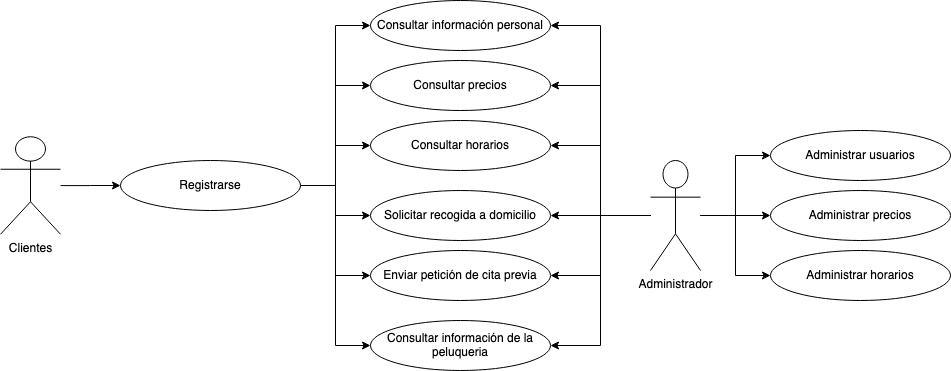 Consultar información personal
Consultar precios
Consultar horarios
Administrar usuarios
Registrarse
Solicitar recogida a domicilio
Administrar precios
Clientes
Enviar petición de cita previa
Administrar horarios
Administrador
Consultar información de la
peluqueria